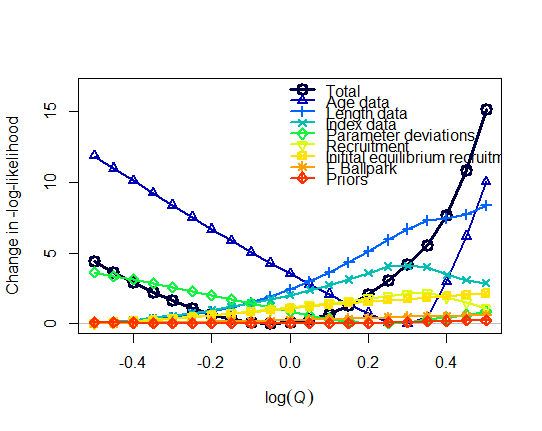 Total
Age data
Length data
Index data
Parameter deviations
Recruitment
Initital equilibrium recruitm
F Ballpark
Priors
Change in -log-likelihood
15
10
5
0
-0.4 -0.2 0.0 0.2 0.4
log(Q)